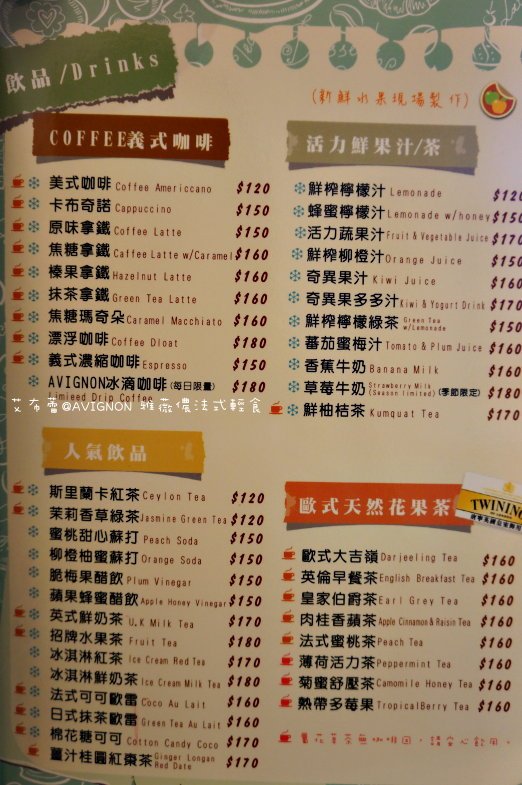 飲品/Drinks
(新鮮水果現場製作)
COFFEE義式咖啡
美式咖啡 Coffee Americcano $120
卡布奇諾 Cappuccino $150
原味拿鐵 Coffee Latte $150
焦糖拿鐵 Caffee Latte w/Caramel $160
榛果拿鐵 Hazelnut Latte $160
抹茶拿鐵 Green Tea Latte $160
焦糖瑪奇朵 Caramel Macchiato $160
漂浮咖啡 Coffee Dloat $180
義式濃縮咖啡 Espresso $150
AVIGNON冰滴咖啡(每日限量) $180
Limieed Drip Coffee
艾布蕾@AVIGNON 雅薇儂法式輕食
人氣飲品
斯里蘭卡紅茶 Ceylon Tea $120
茉莉香草綠茶 Jasmine Green Tea $120
蜜桃甜心蘇打 Peach Soda $150
柳橙柚蜜蘇打 Orange Soda $150
脆梅果醋飲 Plum Vinegar $150
蘋果蜂蜜醋飲 Apple Honey Vinegar $150
英式鮮奶茶 U.K Milk Tea $170
招牌水果茶 Fruit Tea $180
冰淇淋紅茶 Ice Cream Red Tea $170
冰淇淋鮮奶茶 Ice Cream Milk Tea $180
法式可可歐雷 Coco Au Lait $160
日式抹茶歐雷 Green Tea Au Lait $160
棉花糖可可 Cotton Candy Coco $170
薑汁桂圓紅棗茶 Ginger Longan Red Date $170
活力鮮果汁/茶
鮮榨檸檬汁 Lemonade $120
蜂蜜檸檬汁 Lemonade w/honey $150
活力蔬果汁 Fruit & Vegetable Juice $170
鮮榨柳橙汁 Orange Juice $150
奇異果汁 Kiwi Juice $160
奇異果多多汁 Kiwi & Yogurt Drink $170
鮮榨檸檬綠茶 Green Tea w/Lemonade $150
蕃茄蜜梅汁 Tomato & Plum Juice $160
香蕉牛奶 Banana Milk $160
草莓牛奶 Strawberry Milk (Season limited) (季節限定) $180
鮮柚桔茶 Kumquat Tea $170
歐式天然花果茶
TWINING
歐式大吉嶺 Darjeeling Tea $160
英倫早餐茶 English Breakfast Tea $160
皇家伯爵茶 Earl Grey Tea $160
肉桂香蘋茶 Apple Cinnamon & Raisin Tea $160
法式蜜桃茶 Peach Tea $160
薄荷活力茶 Peppermint Tea $160
菊蜜舒壓茶 Camomile Honey Tea $160
熱帶多莓果 TropicalBerry Tea $160